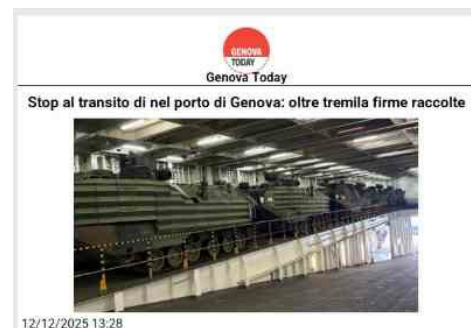 GENOVA
TODAY
Genova Today
Stop al transito di nel porto di Genova: oltre tremila firme raccolte
12/12/2025 13:28